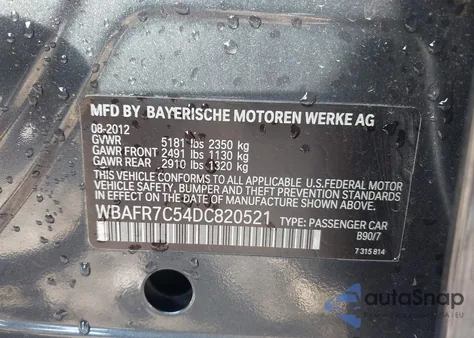 MFD BY BAYERISCHE MOTOREN WERKE AG
08-2012
GVWR 5181 lbs 2350 kg
GAWR FRONT 2491 lbs 1130 kg
GAWR REAR 2910 lbs 1320 kg
THIS VEHICLE CONFORMS TO ALL APPLICABLE U.S.FEDERAL MOTOR
VEHICLE SAFETY, BUMPER AND THEFT PREVENTION STANDARDS
IN EFFECT ON THE DATE OF MANUFACTURE SHOWN ABOVE.
WBAFR7C54DC820521 TYPE: PASSENGER CAR
B90/7
7 315 814
autoSnap